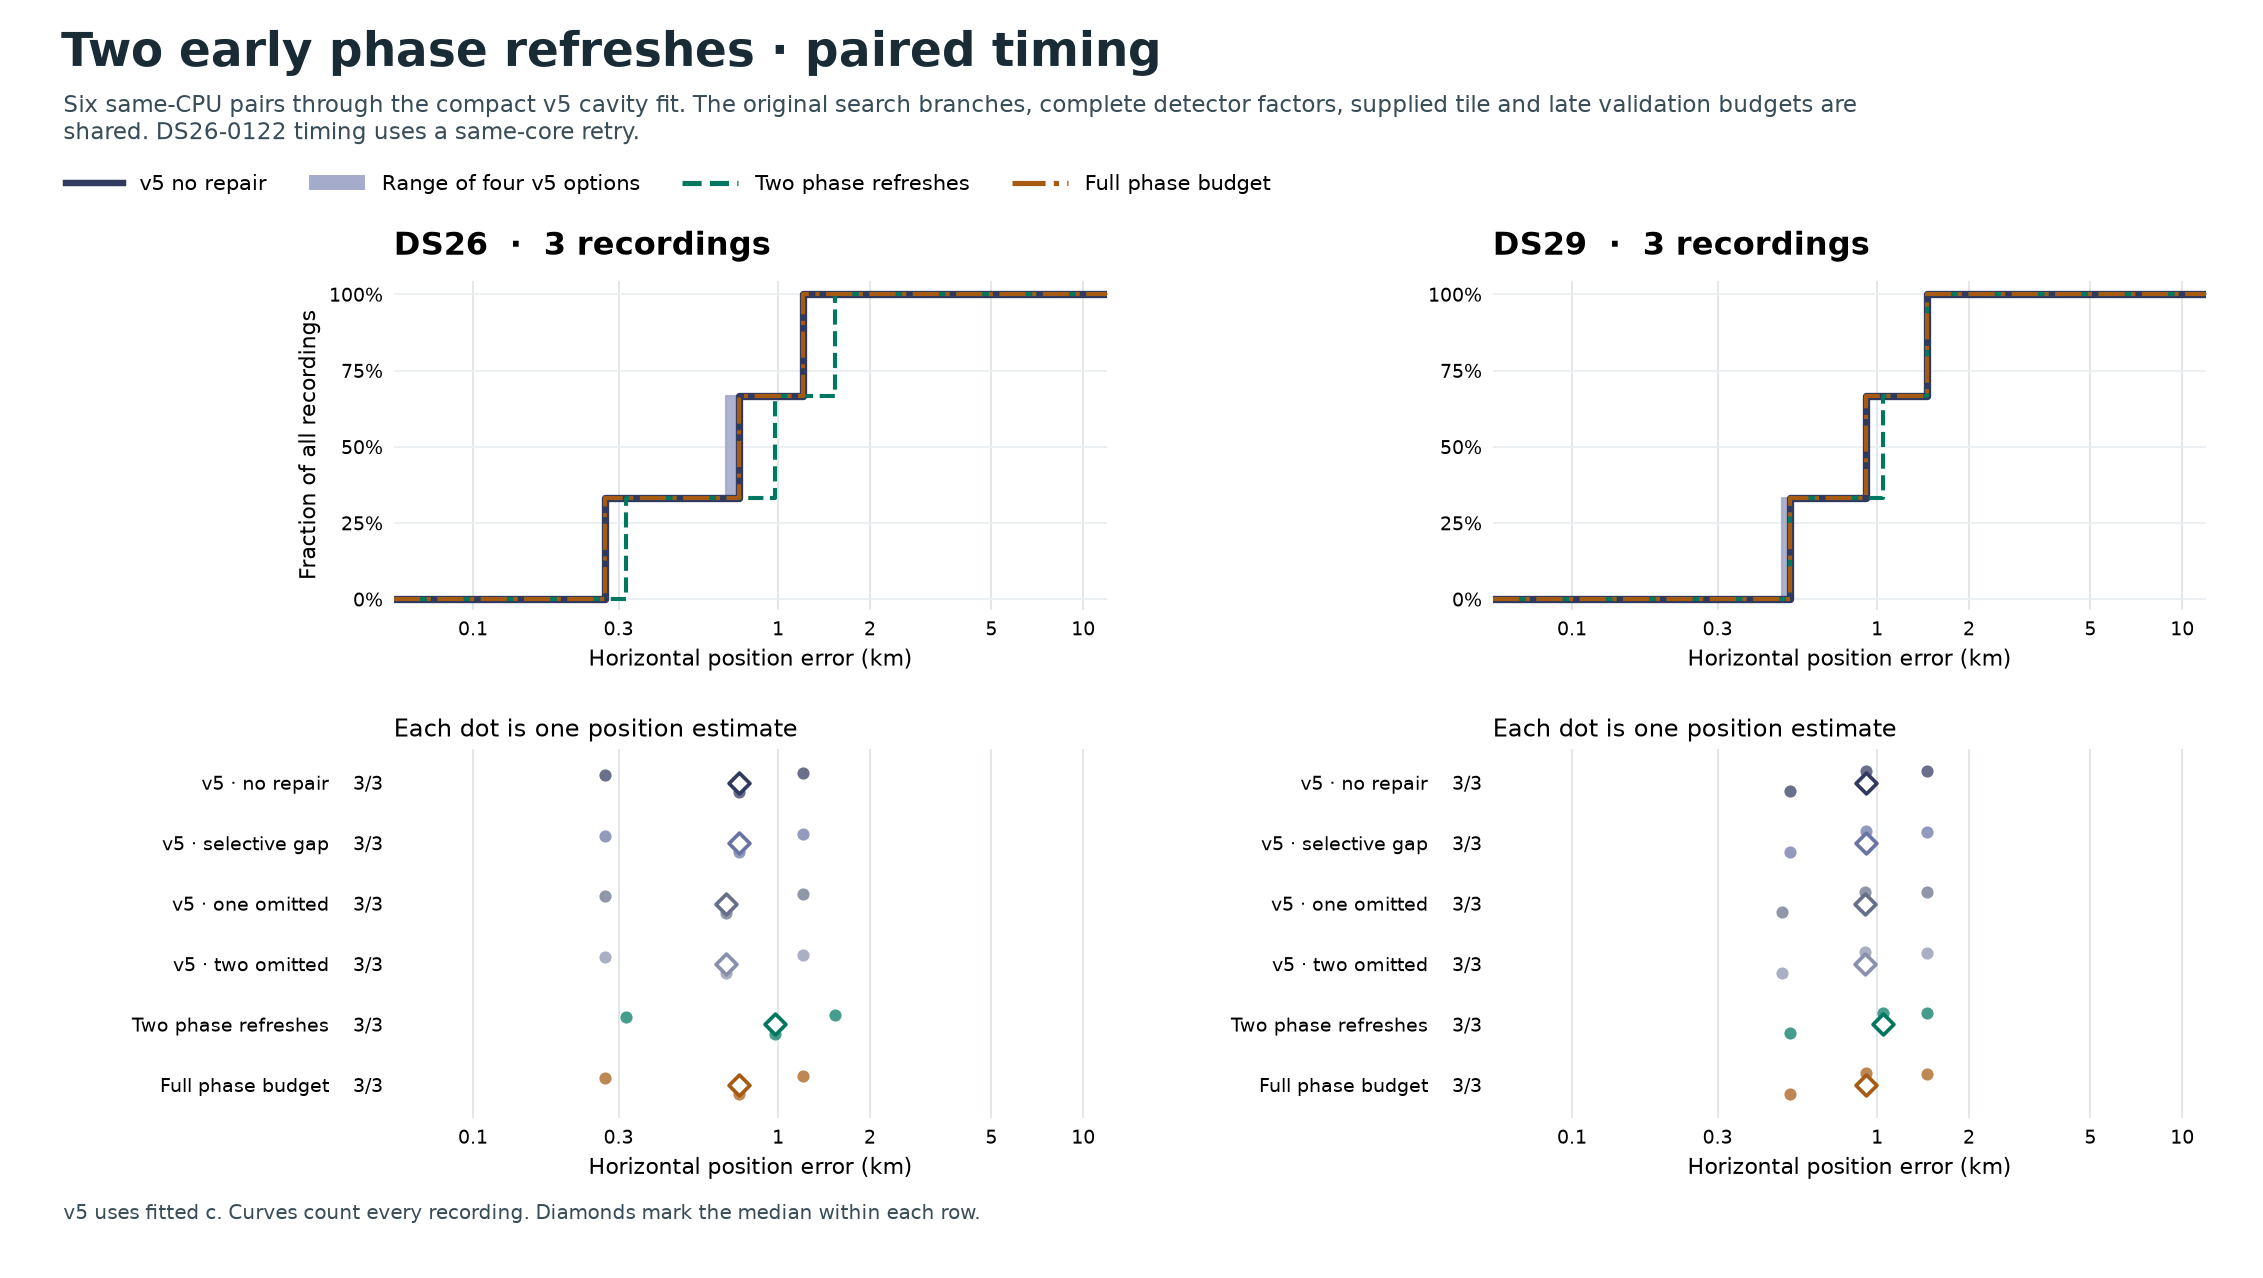 Two early phase refreshes · paired timing
Six same-CPU pairs through the compact v5 cavity fit. The original search branches, complete detector factors, supplied tile and late validation budgets are
shared. DS26-0122 timing uses a same-core retry.
v5 no repair
Range of four v5 options
Two phase refreshes
Full phase budget
DS26 · 3 recordings
Fraction of all recordings
100%
75%
50%
25%
0%
0.1 0.3 1 2 5 10
Horizontal position error (km)
DS29 · 3 recordings
100%
75%
50%
25%
0%
0.1 0.3 1 2 5 10
Horizontal position error (km)
Each dot is one position estimate
v5 · no repair 3/3
v5 · selective gap 3/3
v5 · one omitted 3/3
v5 · two omitted 3/3
Two phase refreshes 3/3
Full phase budget 3/3
0.1 0.3 1 2 5 10
Horizontal position error (km)
Each dot is one position estimate
v5 · no repair 3/3
v5 · selective gap 3/3
v5 · one omitted 3/3
v5 · two omitted 3/3
Two phase refreshes 3/3
Full phase budget 3/3
0.1 0.3 1 2 5 10
Horizontal position error (km)
v5 uses fitted c. Curves count every recording. Diamonds mark the median within each row.